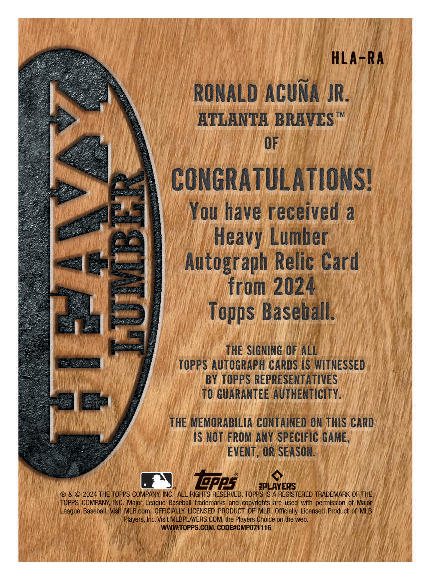 HLA-RA
HEAVY
LUMBER
RONALD ACUÑA JR.
ATLANTA BRAVES™
OF
CONGRATULATIONS!
You have received a
Heavy Lumber
Autograph Relic Card
from 2024
Topps Baseball.
THE SIGNING OF ALL
TOPPS AUTOGRAPH CARDS IS WITNESSED
BY TOPPS REPRESENTATIVES
TO GUARANTEE AUTHENTICITY.
THE MEMORABILIA CONTAINED ON THIS CARD
IS NOT FROM ANY SPECIFIC GAME,
EVENT, OR SEASON.
Topps®
PLAYERS
® & © 2024 THE TOPPS COMPANY, INC. ALL RIGHTS RESERVED. TOPPS IS A REGISTERED TRADEMARK OF THE
TOPPS COMPANY, INC. Major League Baseball trademarks and copyrights are used with permission of Major
League Baseball. Visit MLB.com. OFFICIALLY LICENSED PRODUCT OF MLB. Officially Licensed Product of MLB
Players, Inc. Visit MLBPLAYERS.COM, the Players Choice on the web.
WWW.TOPPS.COM. CODE#CMP071116